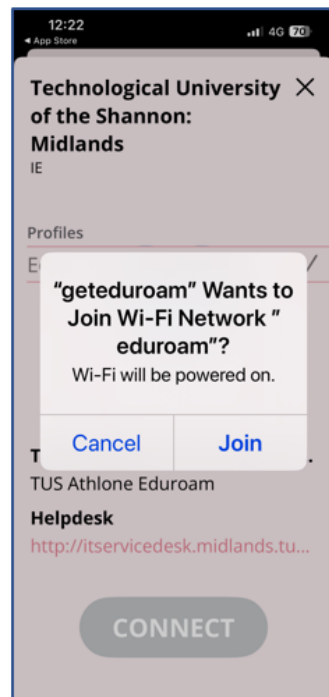 12:22
4G 70
App Store
Technological University
of the Shannon:
Midlands
IE
Profiles
"geteduroam" Wants to
Join Wi-Fi Network "
eduroam"?
Wi-Fi will be powered on.
Cancel Join
TUS Athlone Eduroam
Helpdesk
http://itservicedesk.midlands.tu...
CONNECT